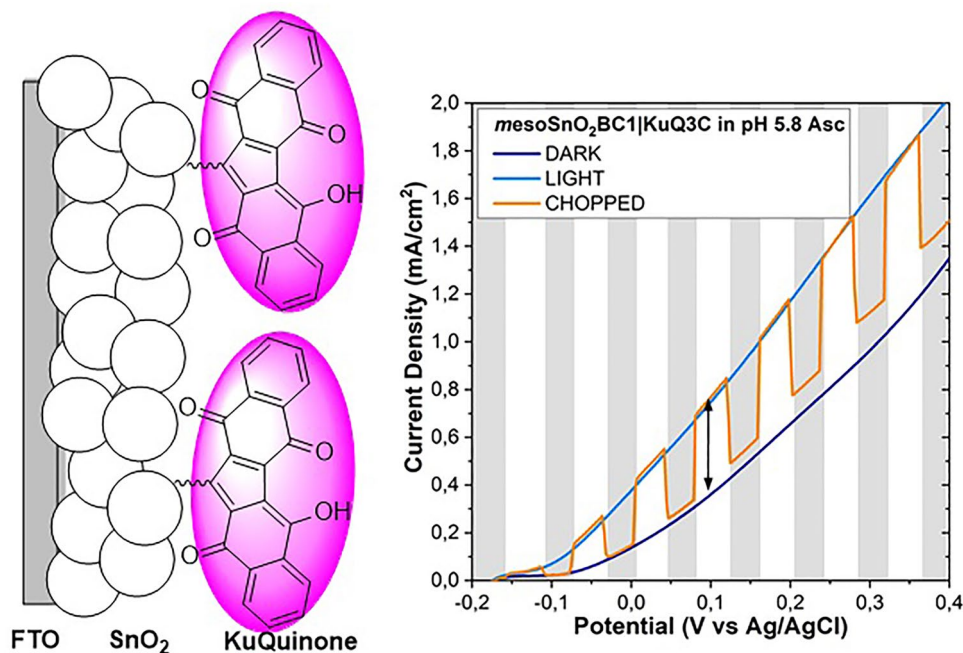 O
O
OH
O
O
O
OH
O
FTO
SnO₂
KuQuinone
mesoSnO₂BC1|KuQ3C in pH 5.8 Asc
DARK
LIGHT
CHOPPED
Current Density (mA/cm²)
2,0
1,8
1,6
1,4
1,2
1,0
0,8
0,6
0,4
0,2
0,0
-0,2
-0,1
0,0
0,1
0,2
0,3
0,4
Potential (V vs Ag/AgCl)